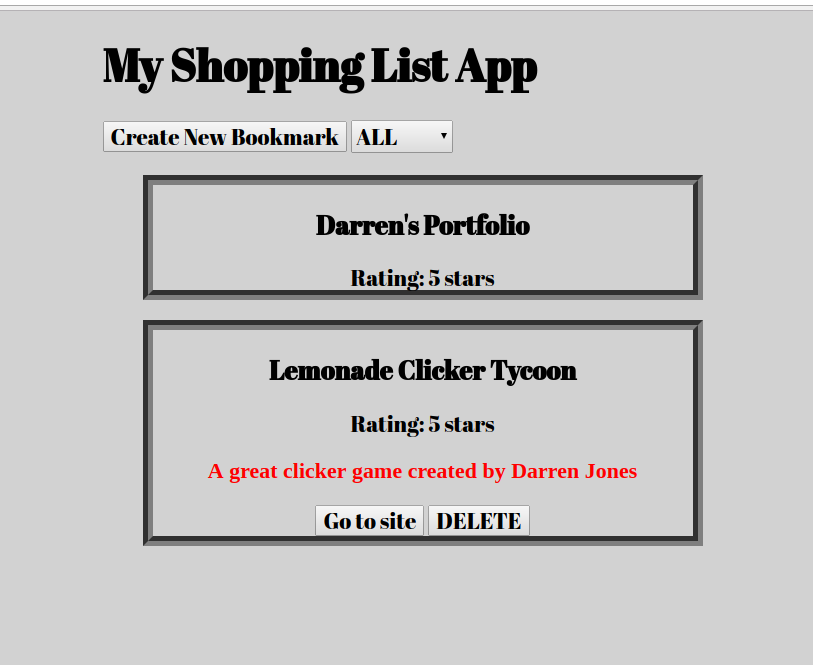 My Shopping List App
Create New Bookmark ALL
Darren's Portfolio
Rating: 5 stars
Lemonade Clicker Tycoon
Rating: 5 stars
A great clicker game created by Darren Jones
Go to site DELETE